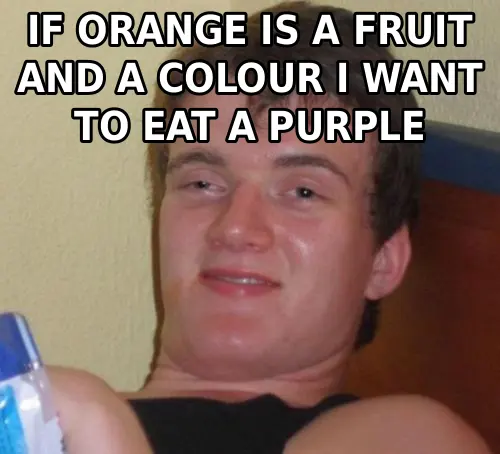 IF ORANGE IS A FRUIT
AND A COLOUR I WANT
TO EAT A PURPLE